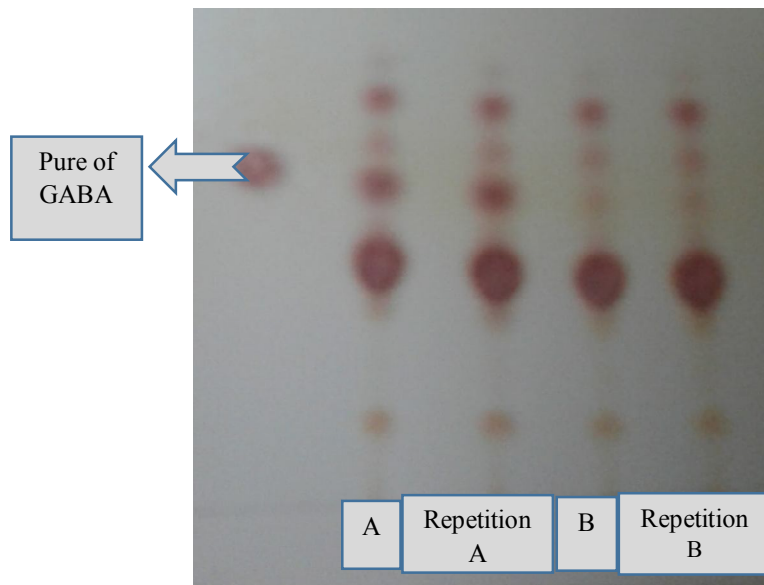 Pure of
GABA
A
Repetition
A
B
Repetition
B